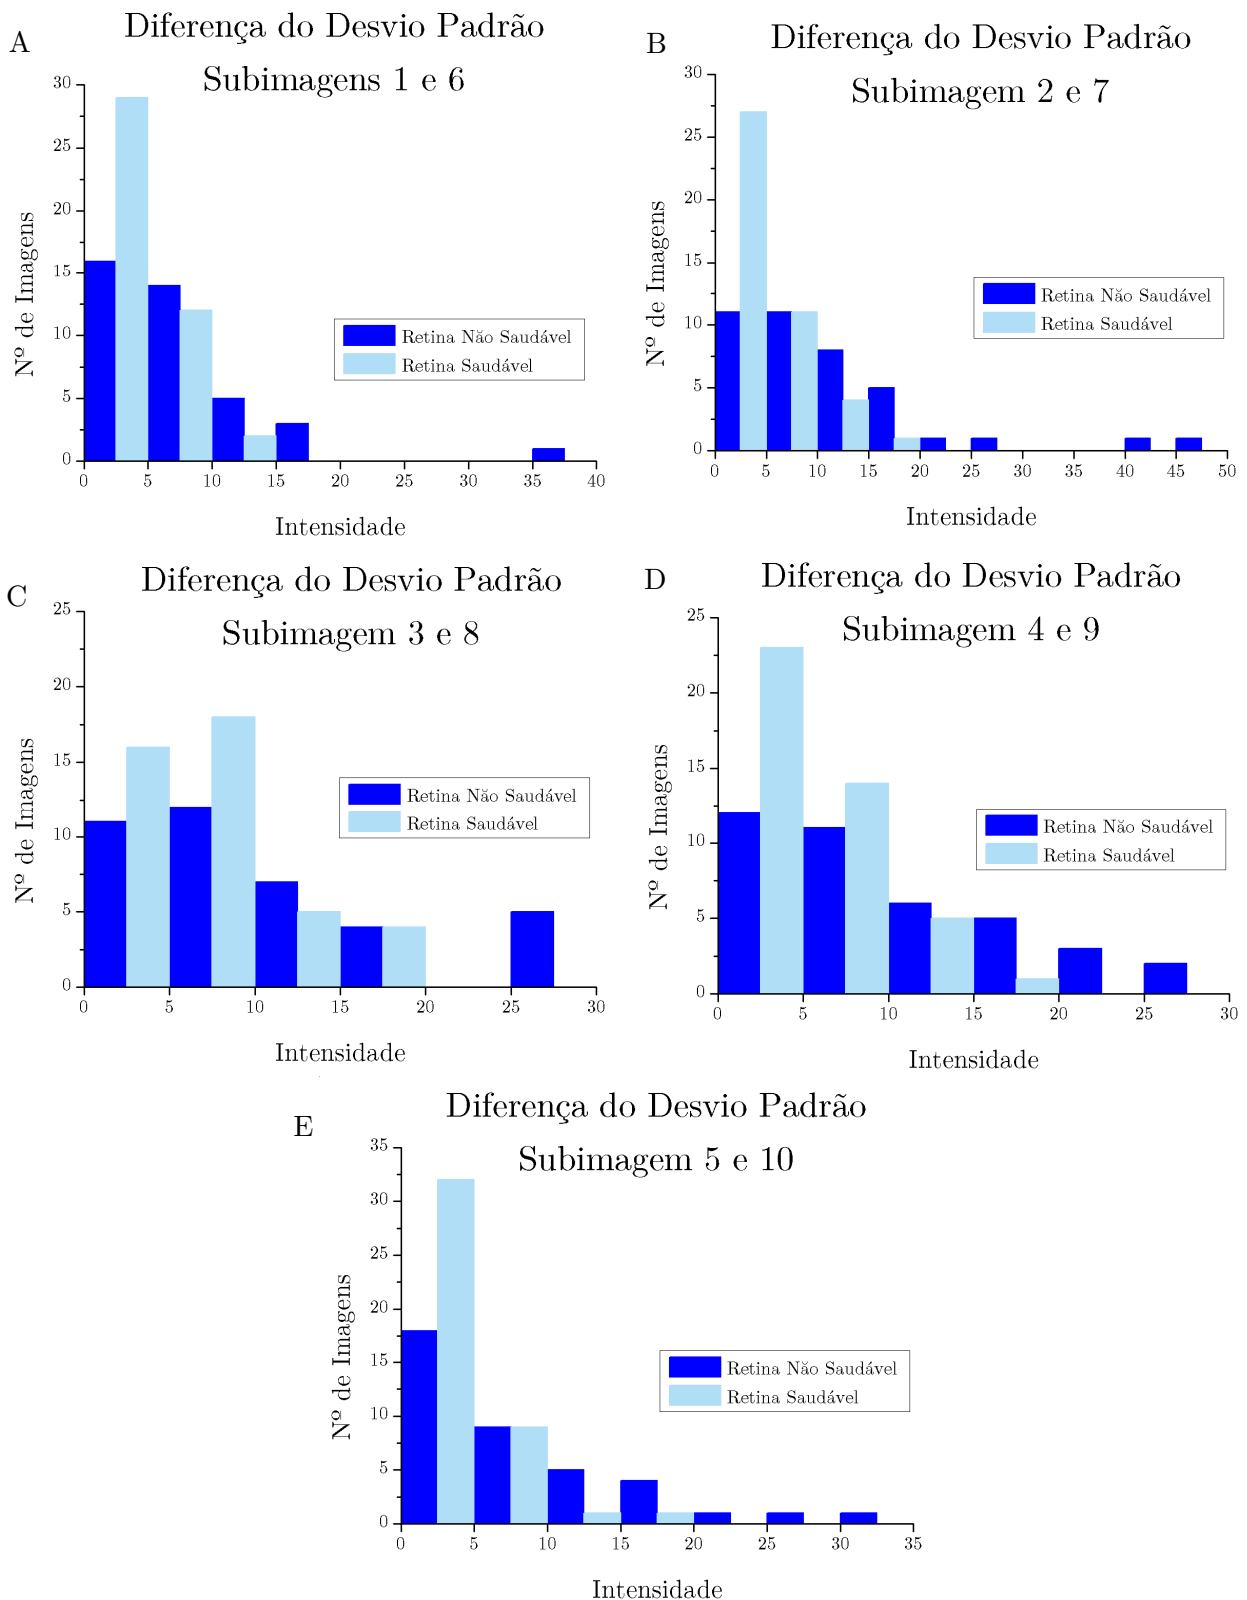 A
Diferença do Desvio Padrão
Subimagens 1 e 6
30
25
20
15
10
5
0
Nº de Imagens
Retina Não Saudável
Retina Saudável
0 5 10 15 20 25 30 35 40
Intensidade
B
Diferença do Desvio Padrão
Subimagem 2 e 7
30
25
20
15
10
5
0
Nº de Imagens
Retina Não Saudável
Retina Saudável
0 5 10 15 20 25 30 35 40 45 50
Intensidade
C
Diferença do Desvio Padrão
Subimagem 3 e 8
25
20
15
10
5
0
Nº de Imagens
Retina Não Saudável
Retina Saudável
0 5 10 15 20 25 30
Intensidade
D
Diferença do Desvio Padrão
Subimagem 4 e 9
25
20
15
10
5
0
Nº de Imagens
Retina Não Saudável
Retina Saudável
0 5 10 15 20 25 30
Intensidade
E
Diferença do Desvio Padrão
Subimagem 5 e 10
35
30
25
20
15
10
5
0
Nº de Imagens
Retina Não Saudável
Retina Saudável
0 5 10 15 20 25 30 35
Intensidade